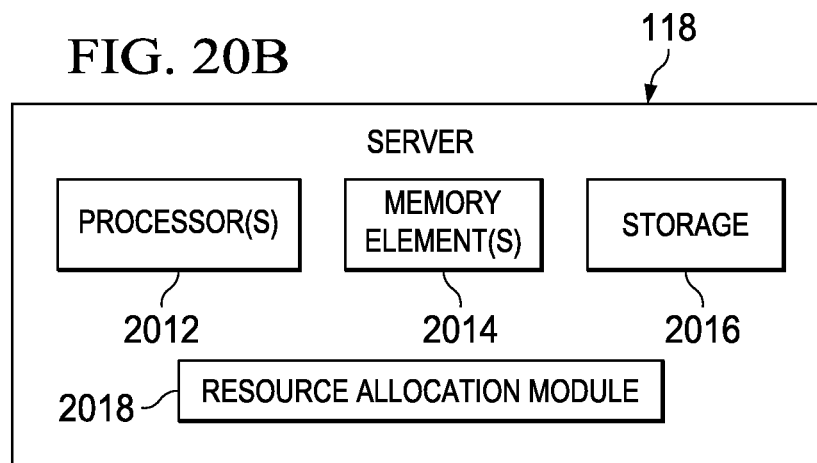 FIG. 20B
118
SERVER
PROCESSOR(S)
MEMORY
ELEMENT(S)
STORAGE
2012
2014
2016
2018
RESOURCE ALLOCATION MODULE